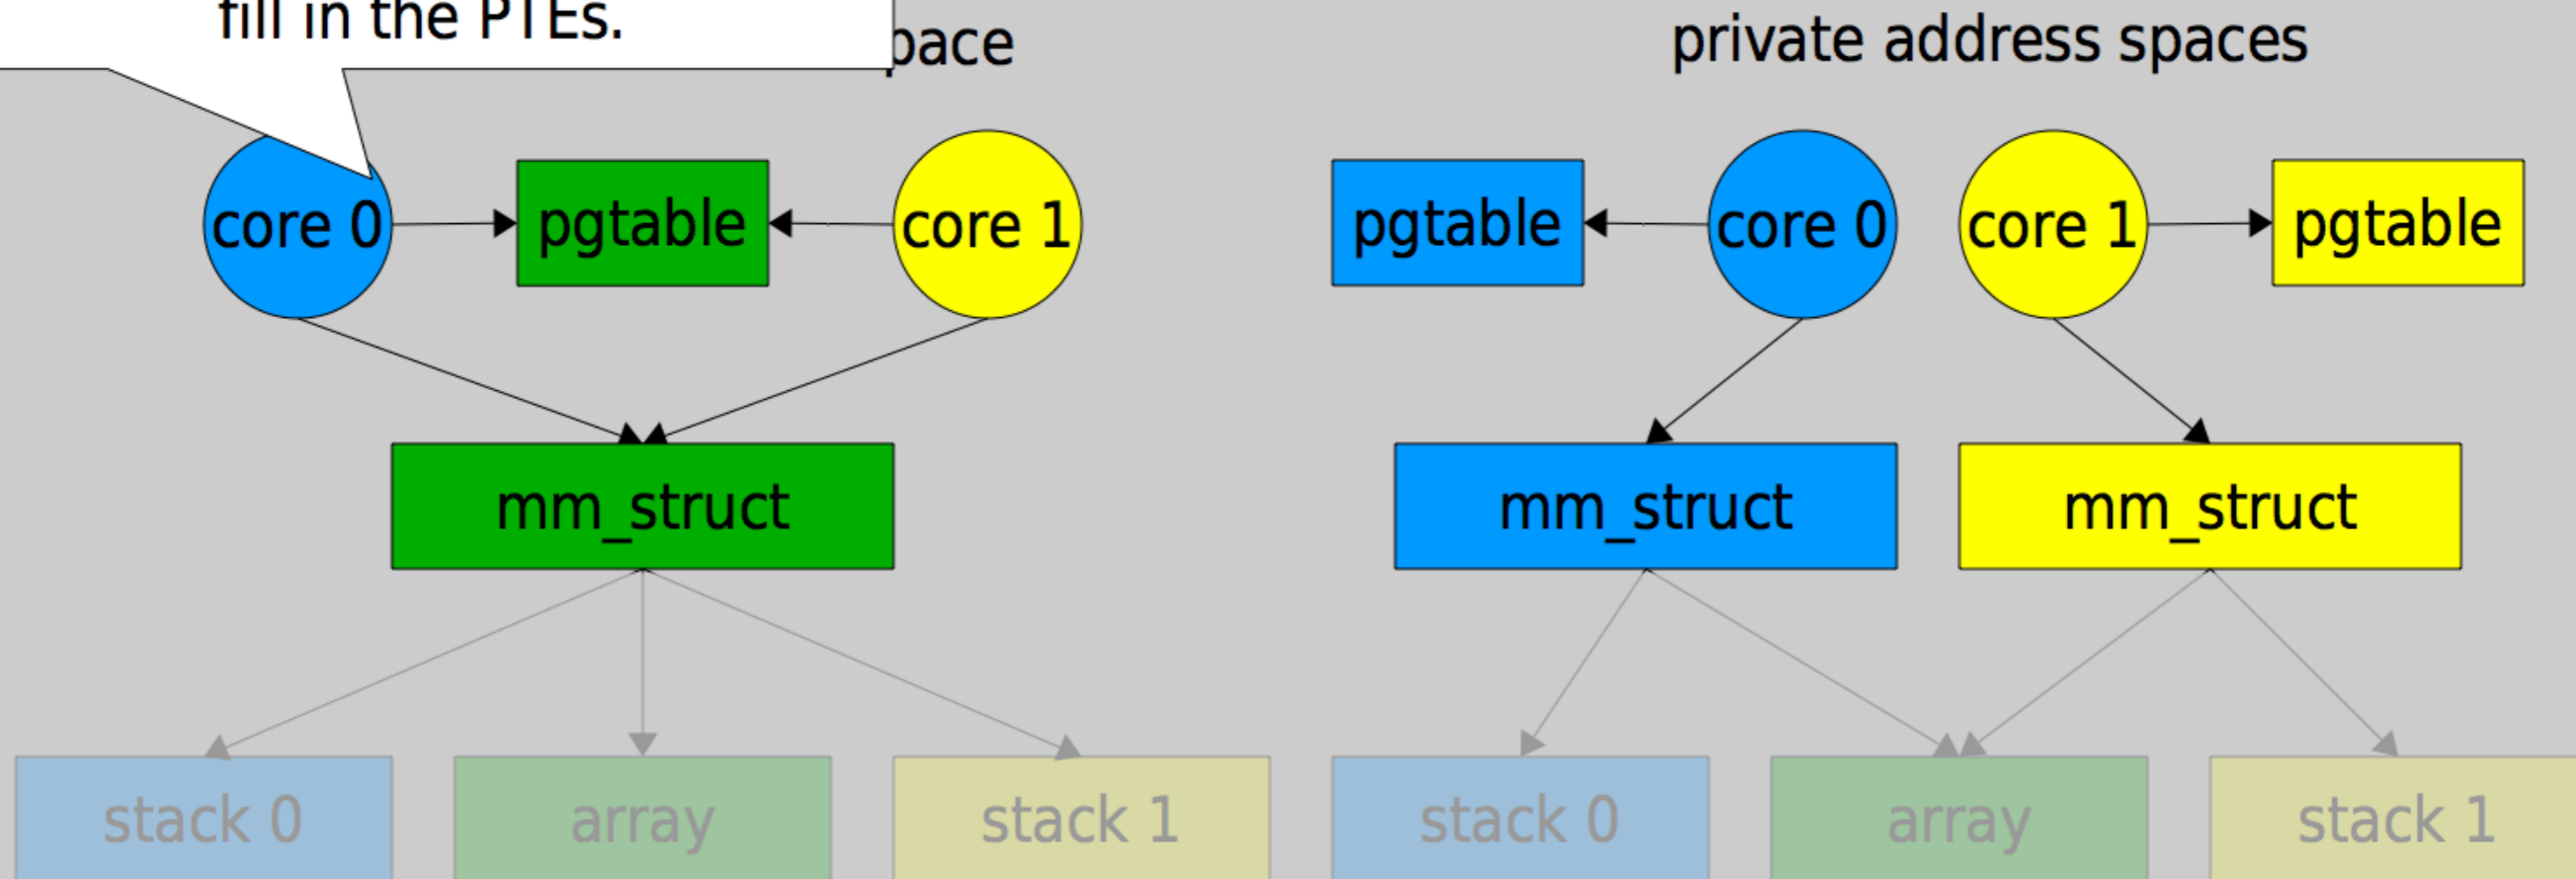 fill in the PTEs.
pace
private address spaces
core 0
pgtable
core 1
pgtable
core 0
core 1
pgtable
mm_struct
mm_struct
mm_struct
stack 0
array
stack 1
stack 0
array
stack 1